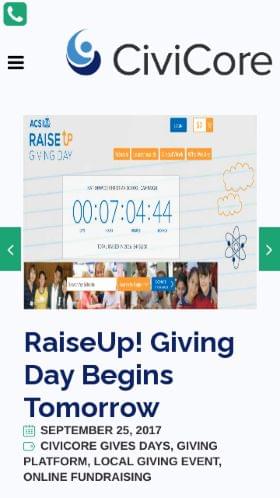 CiviCore
ACS
RAISE UP
GIVING DAY
00:07:04:44
RaiseUp! Giving
Day Begins
Tomorrow
SEPTEMBER 25, 2017
CIVICORE GIVES DAYS, GIVING
PLATFORM, LOCAL GIVING EVENT,
ONLINE FUNDRAISING